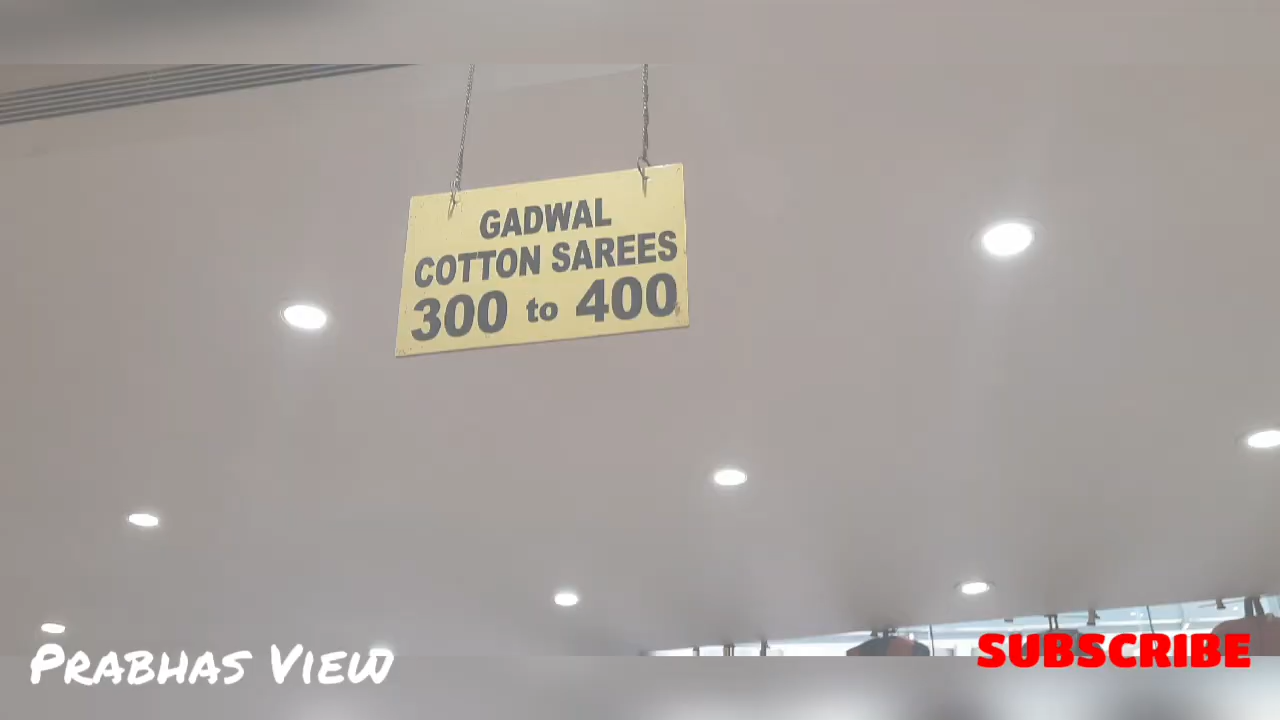 GADWAL
COTTON SAREES
300 to 400
PRABHAS VIEW
SUBSCRIBE